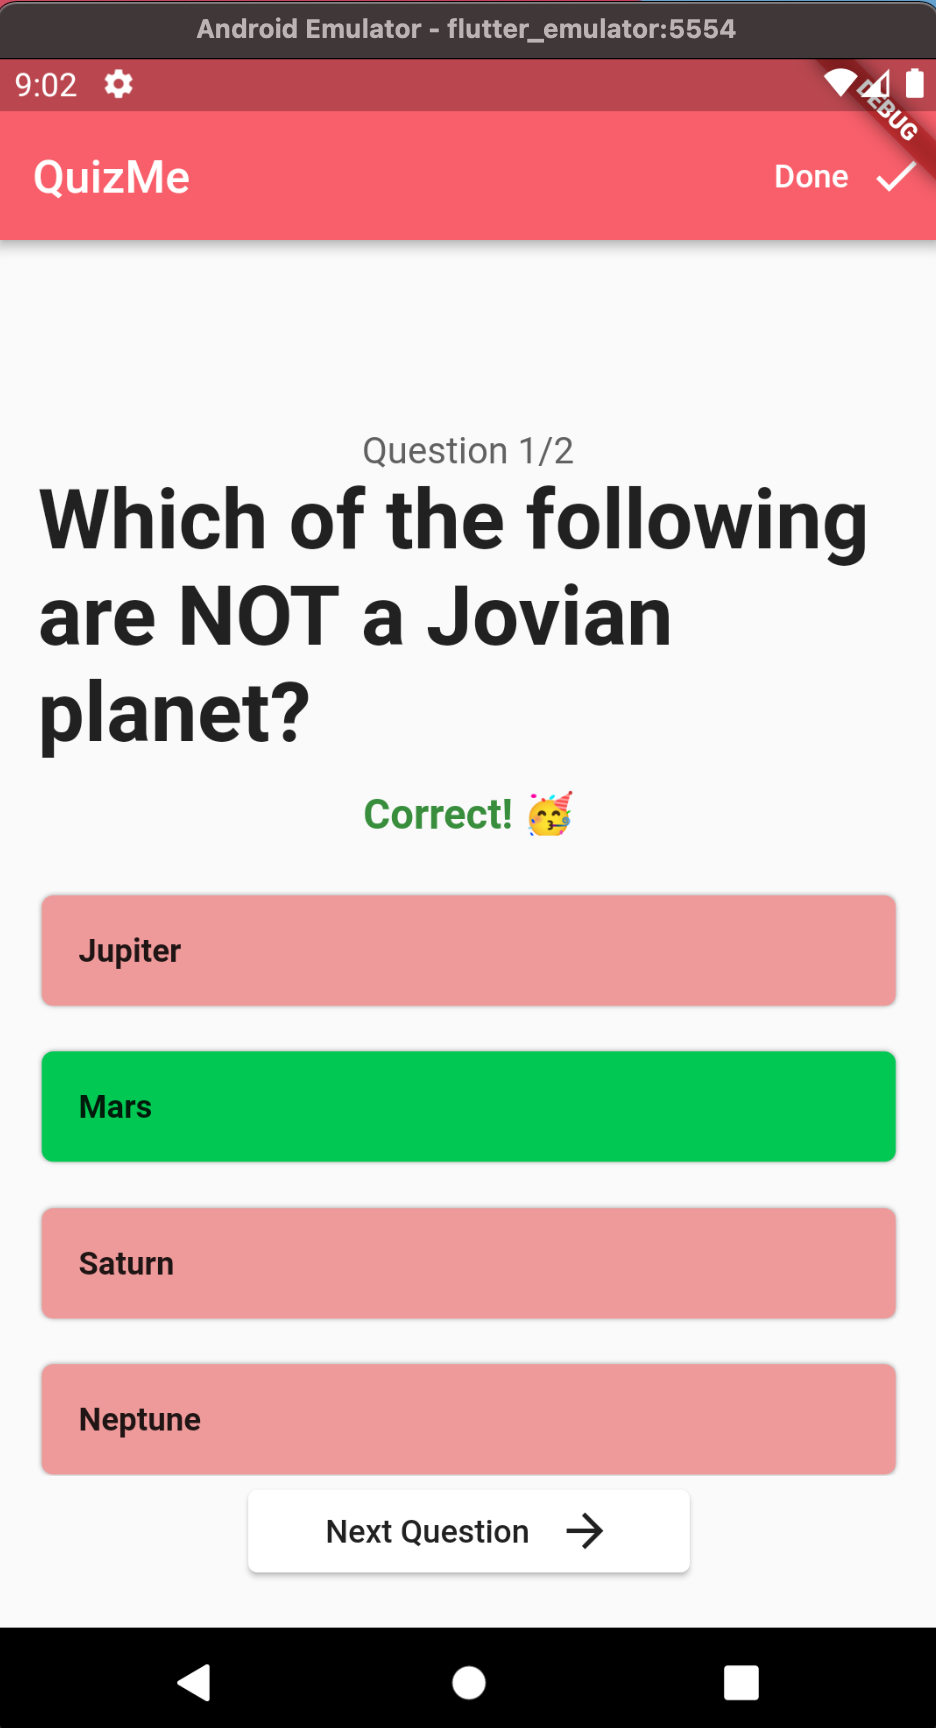 Android Emulator - flutter_emulator:5554
9:02
DEBUG
QuizMe
Done
Question 1/2
Which of the following
are NOT a Jovian
planet?
Correct! 🥳
Jupiter
Mars
Saturn
Neptune
Next Question